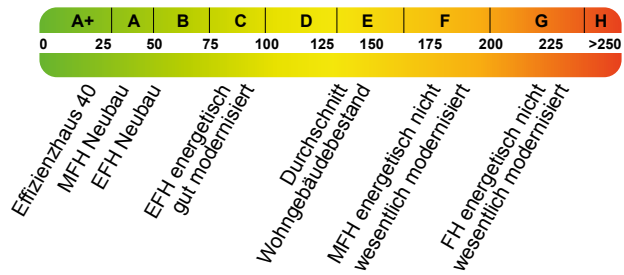 A+ A B C D E F G H
0 25 50 75 100 125 150 175 200 225 >250
Effizienzhaus 40
MFH Neubau
EFH Neubau
EFH energetisch
gut modernisiert
Durchschnitt
Wohngebäudebestand
MFH energetisch nicht
wesentlich modernisiert
FH energetisch nicht
wesentlich modernisiert